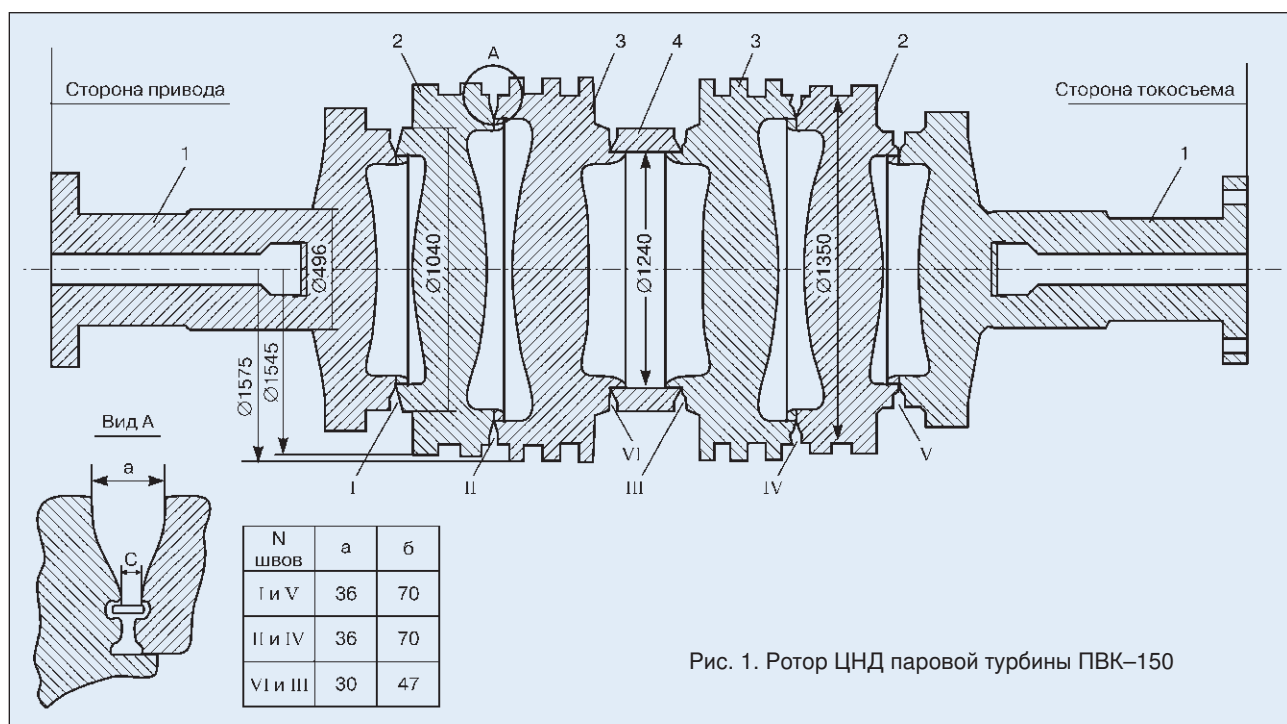 2
A
3
4
3
2
Сторона привода
Сторона токосъема
1
1
Ø496
Ø1040
Ø1240
Ø1350
Ø1575
Ø1545
I
II
VI
III
IV
V
Вид А
а
С
N швов а б
I и V 36 70
II и IV 36 70
VI и III 30 47
Рис. 1. Ротор ЦНД паровой турбины ПВК–150